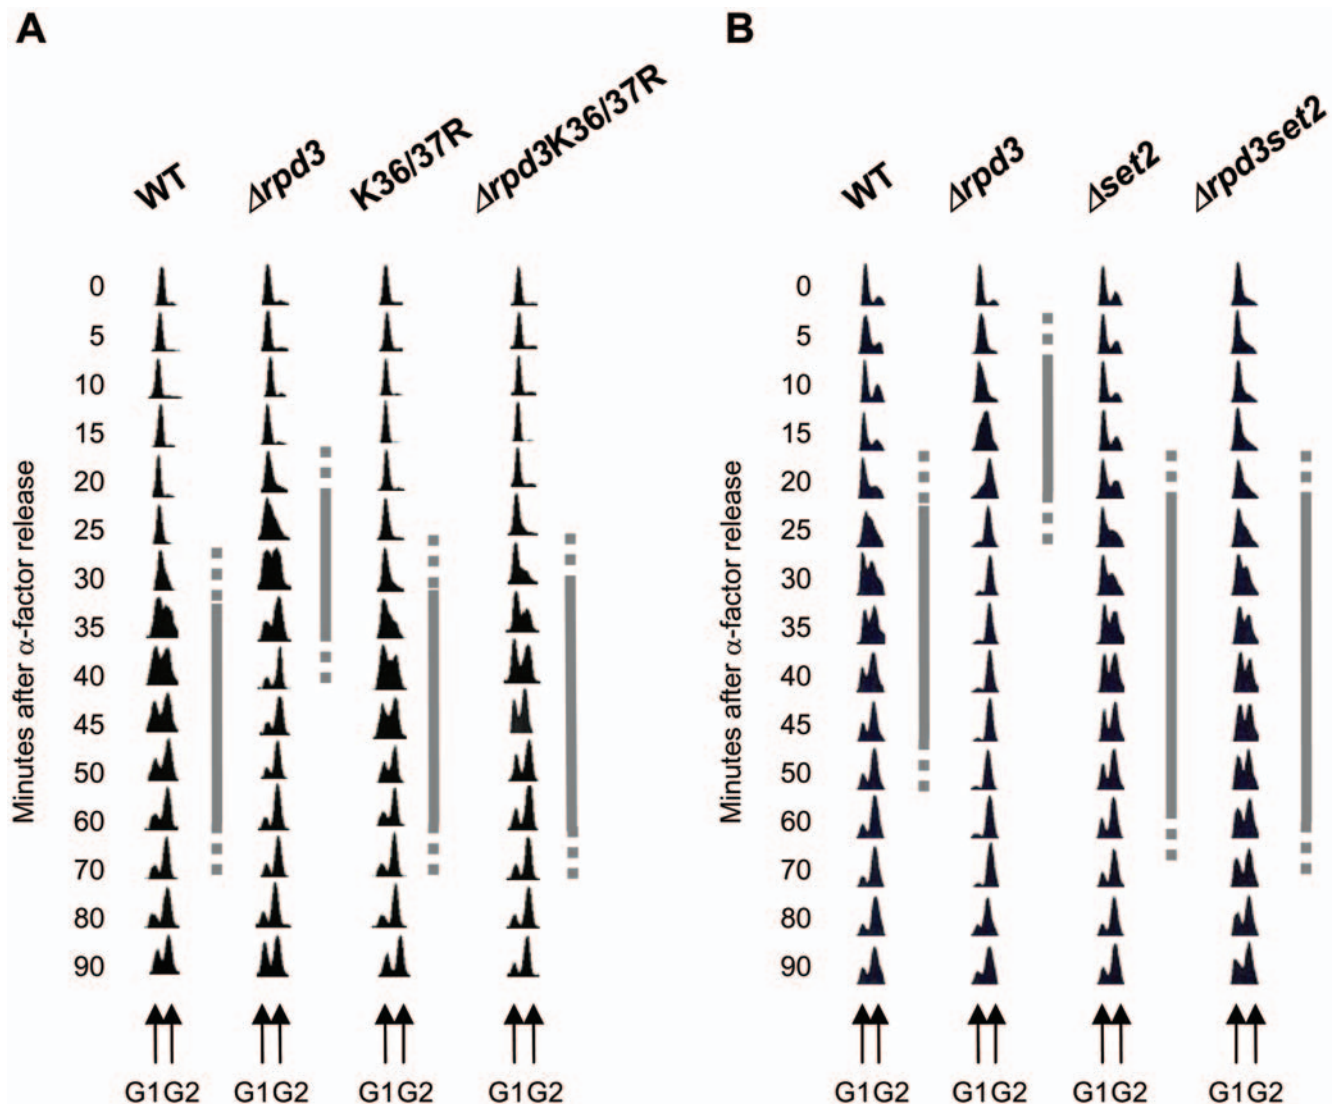 A
B
WT
Δrpd3
K36/37R
Δrpd3K36/37R
WT
Δrpd3
Δset2
Δrpd3set2
Minutes after α-factor release
0
5
10
15
20
25
30
35
40
45
50
60
70
80
90
G1G2
G1G2
G1G2
G1G2
Minutes after α-factor release
0
5
10
15
20
25
30
35
40
45
50
60
70
80
90
G1G2
G1G2
G1G2
G1G2